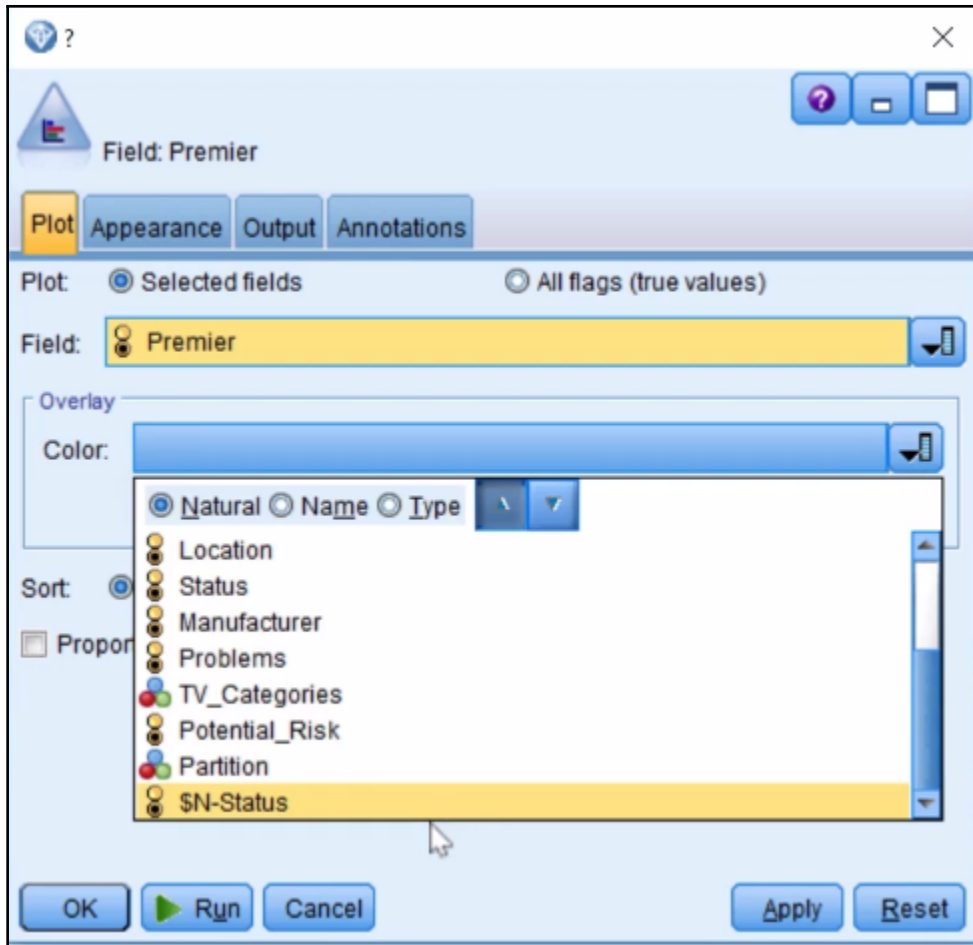 ?
Field: Premier
Plot Appearance Output Annotations
Plot: Selected fields All flags (true values)
Field: Premier
Overlay
Color:
Natural Name Type
Location
Status
Manufacturer
Problems
TV_Categories
Potential_Risk
Partition
$N-Status
Sort:
Propor
OK Run Cancel Apply Reset